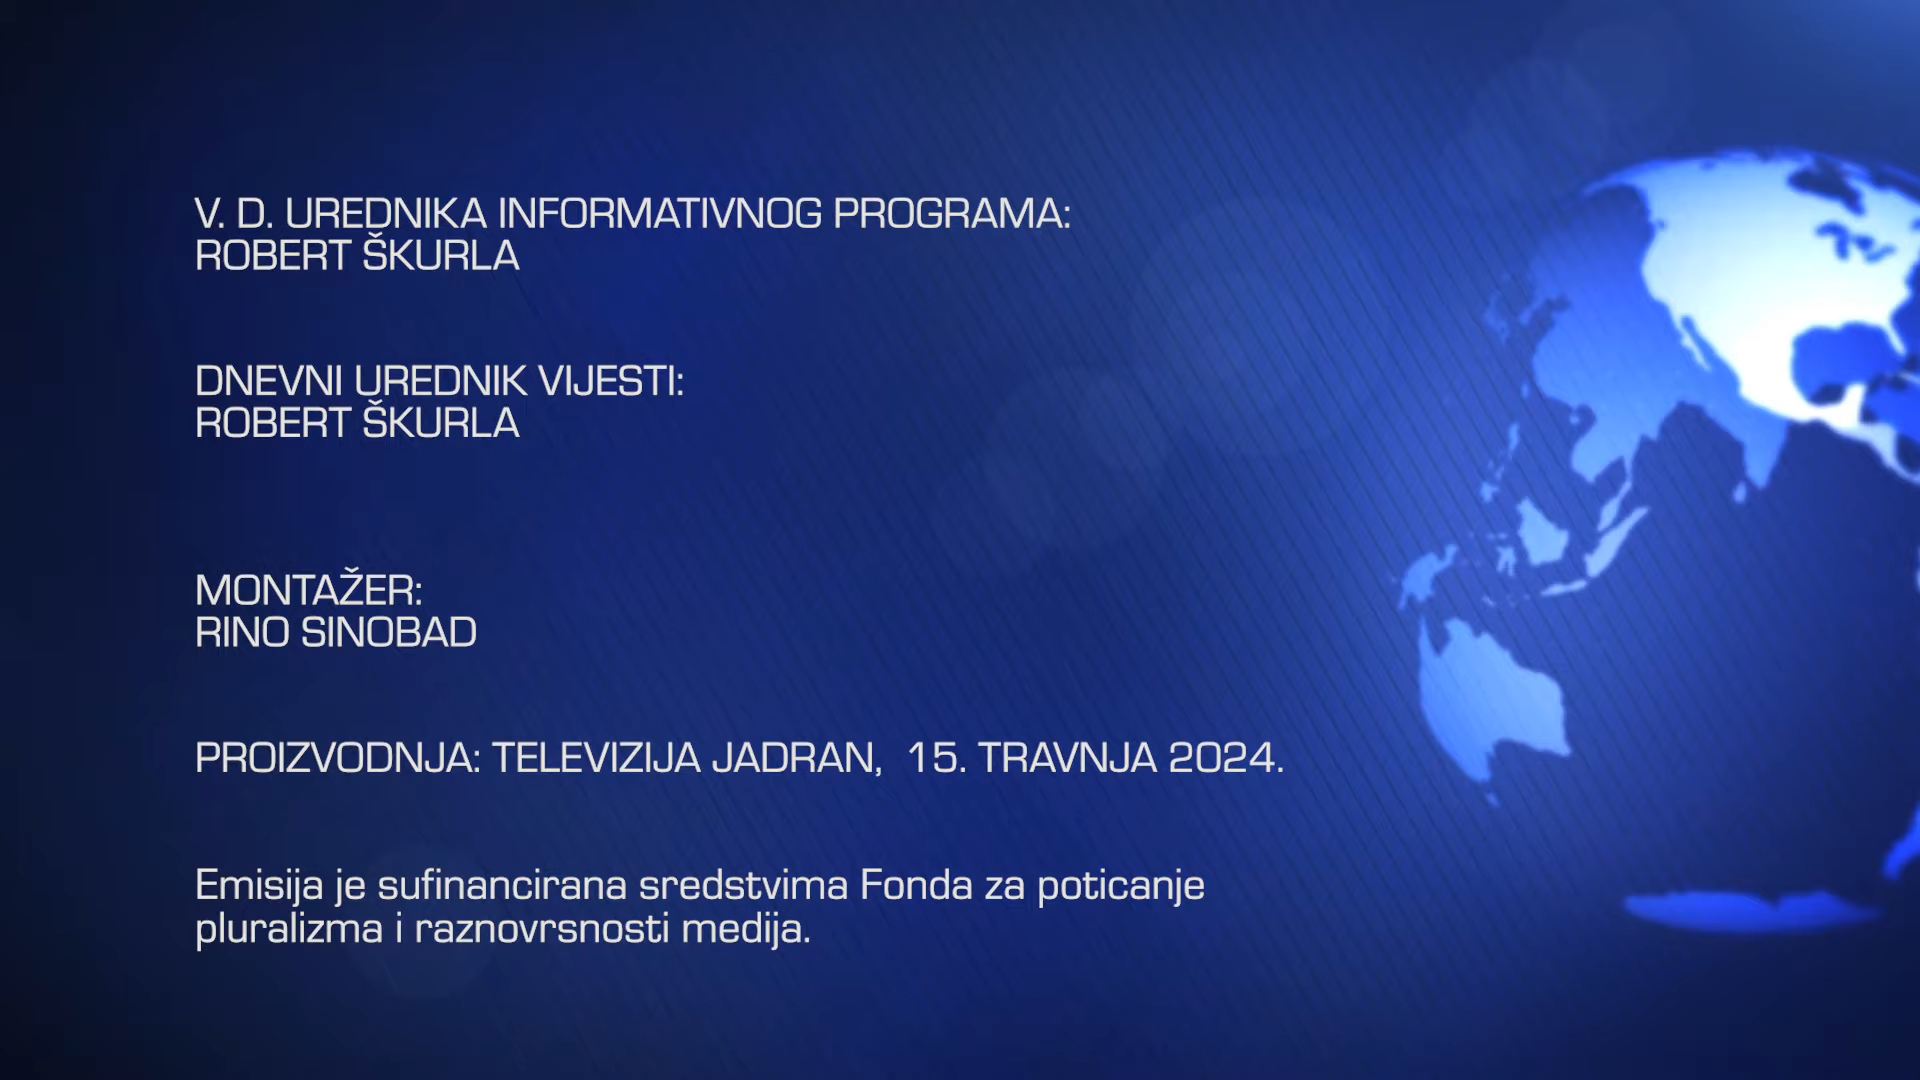 V. D. UREDNIKA INFORMATIVNOG PROGRAMA:
ROBERT ŠKURLA
DNEVNI UREDNIK VIJESTI:
ROBERT ŠKURLA
MONTAŽER:
RINO SINOBAD
PROIZVODNJA: TELEVIZIJA JADRAN,  15. TRAVNJA 2024.
Emisija je sufinancirana sredstvima Fonda za poticanje
pluralizma i raznovrsnosti medija.